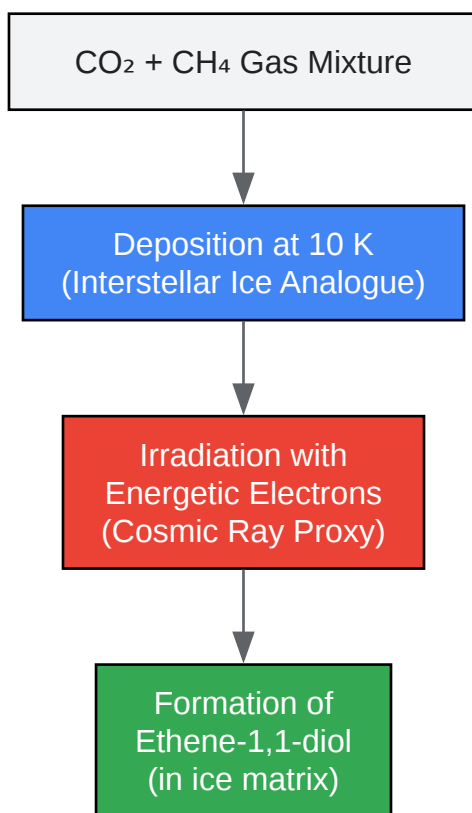 CO₂ + CH₄ Gas Mixture
Deposition at 10 K
(Interstellar Ice Analogue)
Irradiation with
Energetic Electrons
(Cosmic Ray Proxy)
Formation of
Ethene-1,1-diol
(in ice matrix)